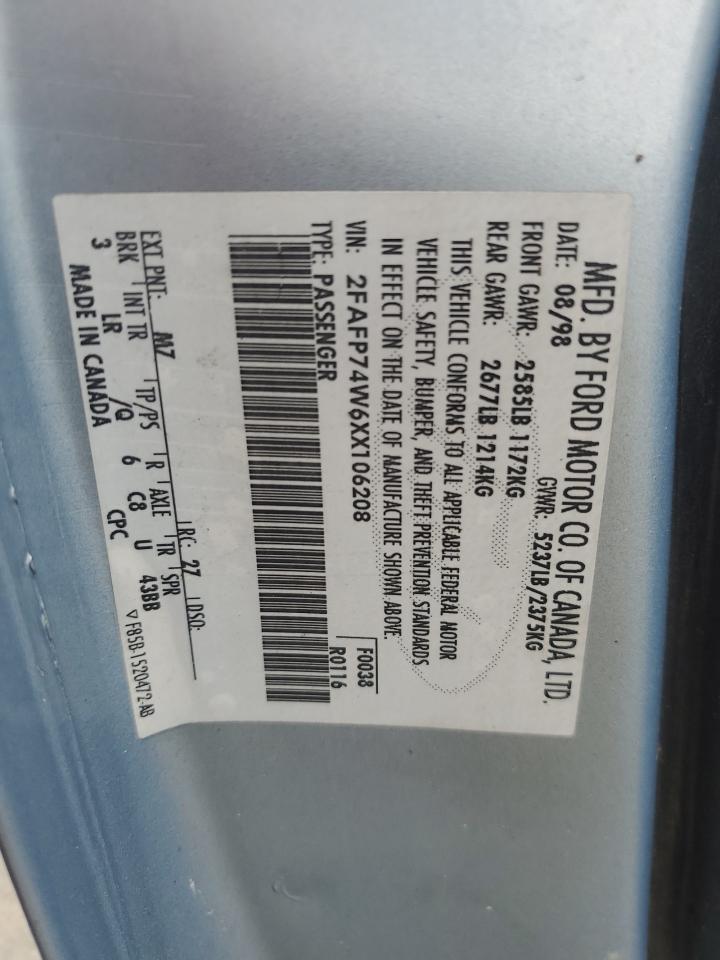 MFD. BY FORD MOTOR CO. OF CANADA, LTD.
DATE: 08/98 GVWR: 5237LB/2375KG
FRONT GAWR: 2585LB 1172KG
REAR GAWR: 2677LB 1214KG
THIS VEHICLE CONFORMS TO ALL APPLICABLE FEDERAL MOTOR
VEHICLE SAFETY, BUMPER, AND THEFT PREVENTION STANDARDS
IN EFFECT ON THE DATE OF MANUFACTURE SHOWN ABOVE.
VIN: 2FAFP74W6XX106208 F0038
TYPE: PASSENGER R0116
EXT PNT: M7 RC: 27 DSO:
BRK INT TR TP/PS R AXLE TR SPR
3 LR /Q 6 C8 U 43BB
MADE IN CANADA CPC
▽ F85B-1520472-AB